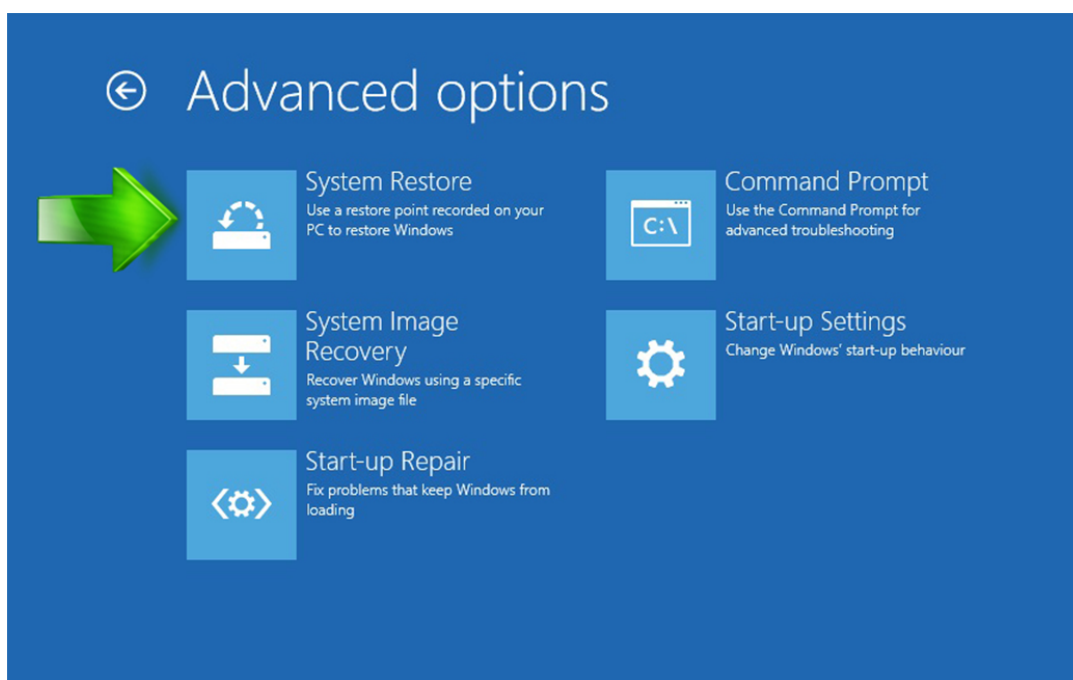 Advanced options
System Restore
Use a restore point recorded on your
PC to restore Windows
System Image
Recovery
Recover Windows using a specific
system image file
Start-up Repair
Fix problems that keep Windows from
loading
C:\
Command Prompt
Use the Command Prompt for
advanced troubleshooting
Start-up Settings
Change Windows' start-up behaviour